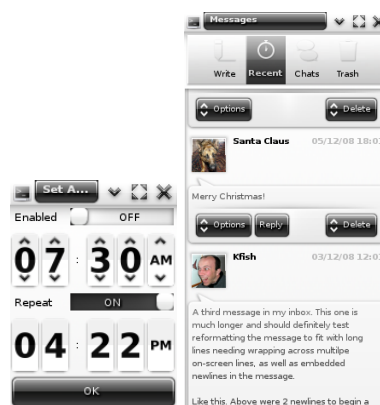 Set A...
Enabled OFF
07 : 30 AM
Repeat ON
04 : 22 PM
OK
Messages
Write Recent Chats Trash
Options Delete
Santa Claus 05/12/08 18:0
Merry Christmas!
Options Reply Delete
Kfish 03/12/08 12:0
A third message in my inbox. This one is
much longer and should definitely test
reformatting the message to fit with long
lines needing wrapping across multilpe
on-screen lines, as well as embedded
newlines in the message.
Like this. Above were 2 newlines to begin a